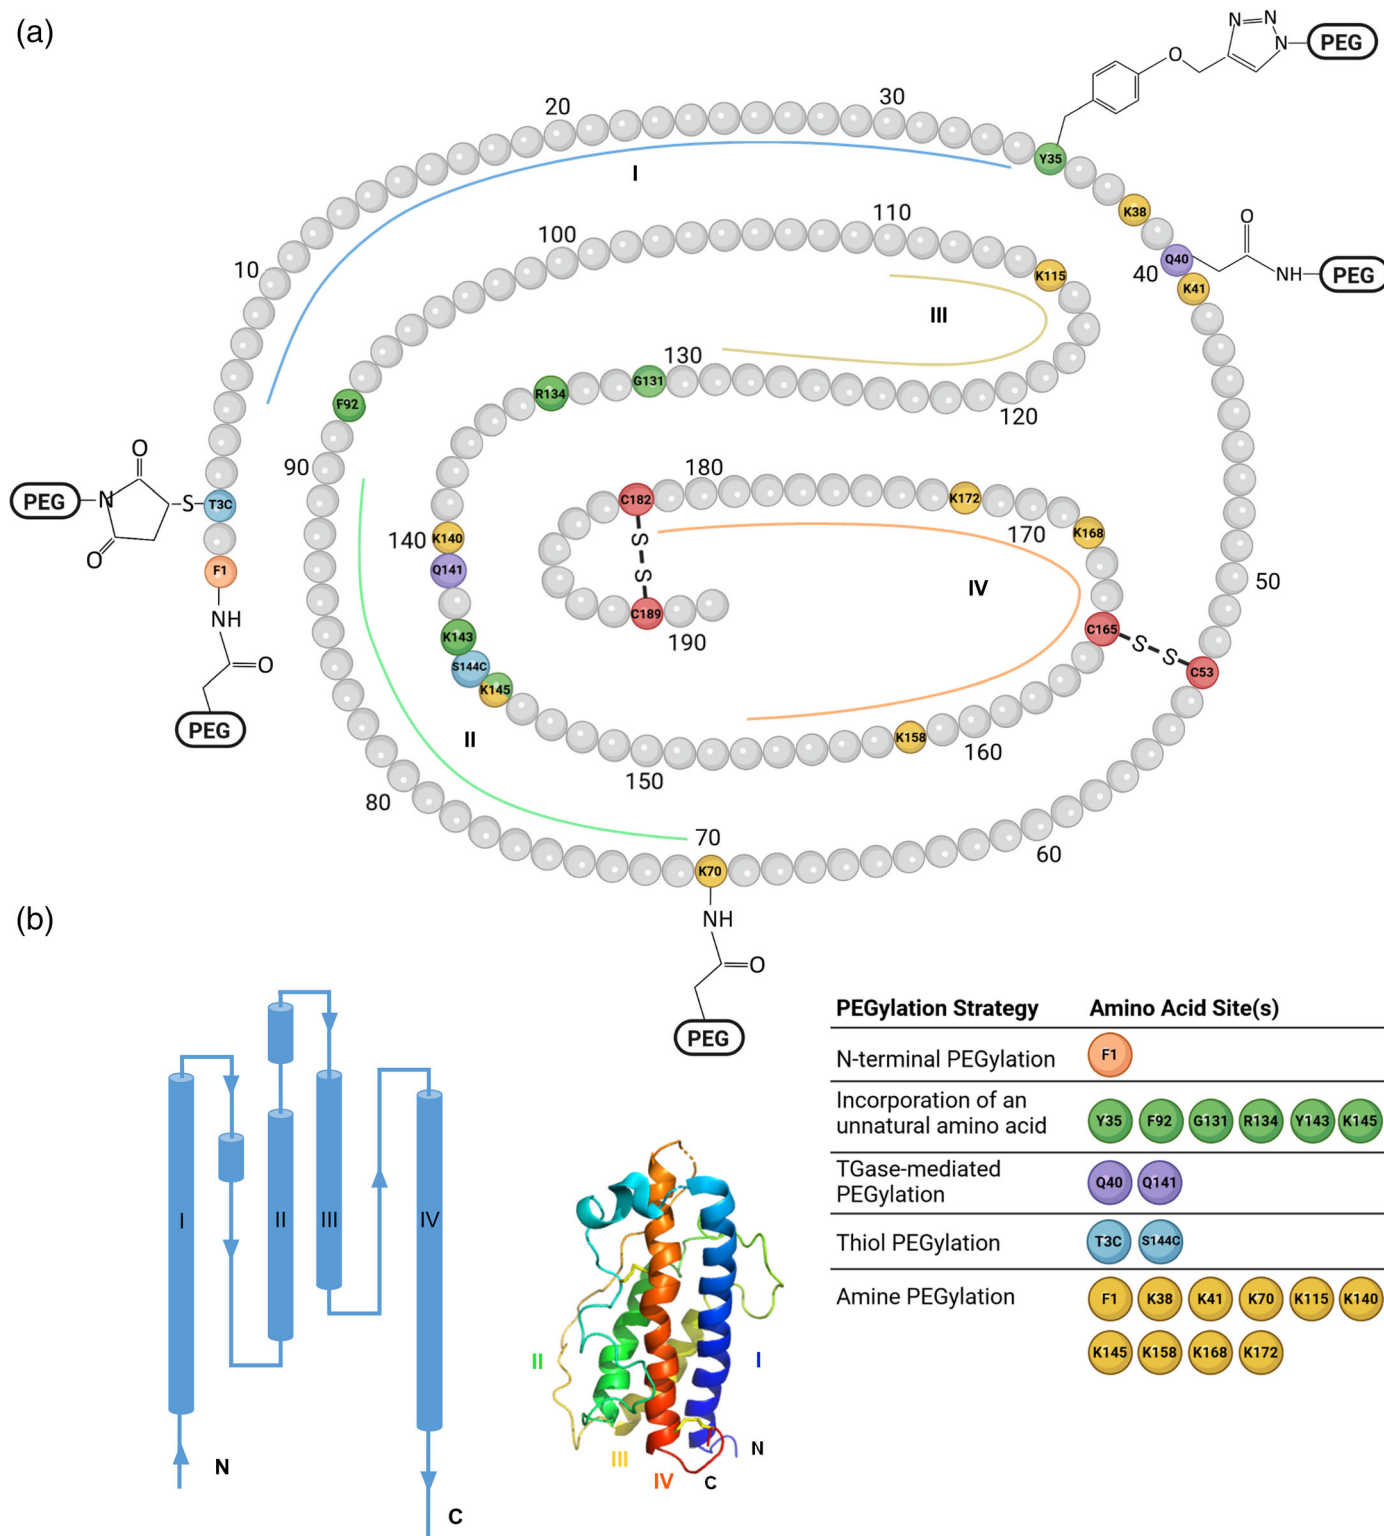 (a)
N=N
N
PEG
O
30
20
Y35
I
K38
O
110
100
Q40
10
40
NH
PEG
K115
K41
III
130
R134
G131
F92
120
O
90
180
C182
K172
PEG
N
S
T3C
170
K168
140
K140
S
O
Q141
S
IV
50
F1
C189
C165
NH
K143
190
S
S
C53
O
S144C
K145
PEG
II
K158
160
150
80
70
60
K70
(b)
NH
O
PEG
PEGylation Strategy Amino Acid Site(s)
N-terminal PEGylation F1
Incorporation of an
unnatural amino acid Y35 F92 G131 R134 Y143 K145
TGase-mediated
PEGylation Q40 Q141
Thiol PEGylation T3C S144C
Amine PEGylation F1 K38 K41 K70 K115 K140
K145 K158 K168 K172
I II III IV
N
C
II
I
III
IV
C
N